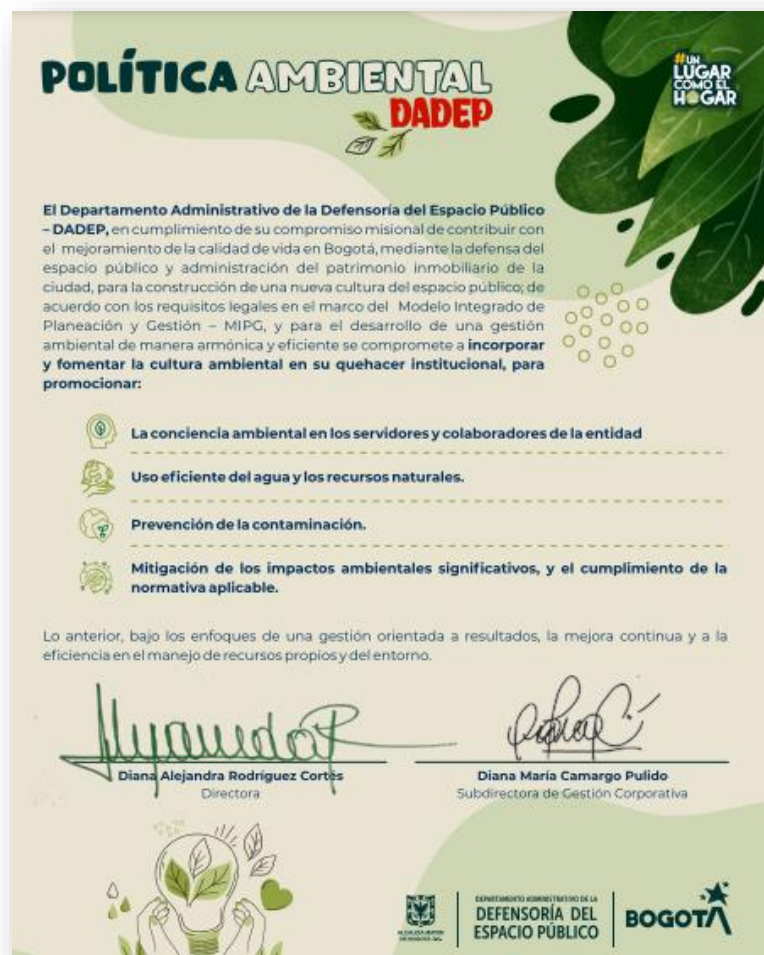 POLÍTICA AMBIENTAL
DADEP
#UN
LUGAR
COMO EL
HOGAR
El Departamento Administrativo de la Defensoría del Espacio Público
– DADEP, en cumplimiento de su compromiso misional de contribuir con
el mejoramiento de la calidad de vida en Bogotá, mediante la defensa del
espacio público y administración del patrimonio inmobiliario de la
ciudad, para la construcción de una nueva cultura del espacio público; de
acuerdo con los requisitos legales en el marco del Modelo Integrado de
Planeación y Gestión – MIPG, y para el desarrollo de una gestión
ambiental de manera armónica y eficiente se compromete a incorporar
y fomentar la cultura ambiental en su quehacer institucional, para
promocionar:
La conciencia ambiental en los servidores y colaboradores de la entidad
Uso eficiente del agua y los recursos naturales.
Prevención de la contaminación.
Mitigación de los impactos ambientales significativos, y el cumplimiento de la
normativa aplicable.
Lo anterior, bajo los enfoques de una gestión orientada a resultados, la mejora continua y a la
eficiencia en el manejo de recursos propios y del entorno.
Diana Alejandra Rodríguez Cortés
Directora
Diana María Camargo Pulido
Subdirectora de Gestión Corporativa
ALCALDÍA MAYOR
DE BOGOTÁ D.C.
DEPARTAMENTO ADMINISTRATIVO DE LA
DEFENSORÍA DEL
ESPACIO PÚBLICO
BOGOTÁ